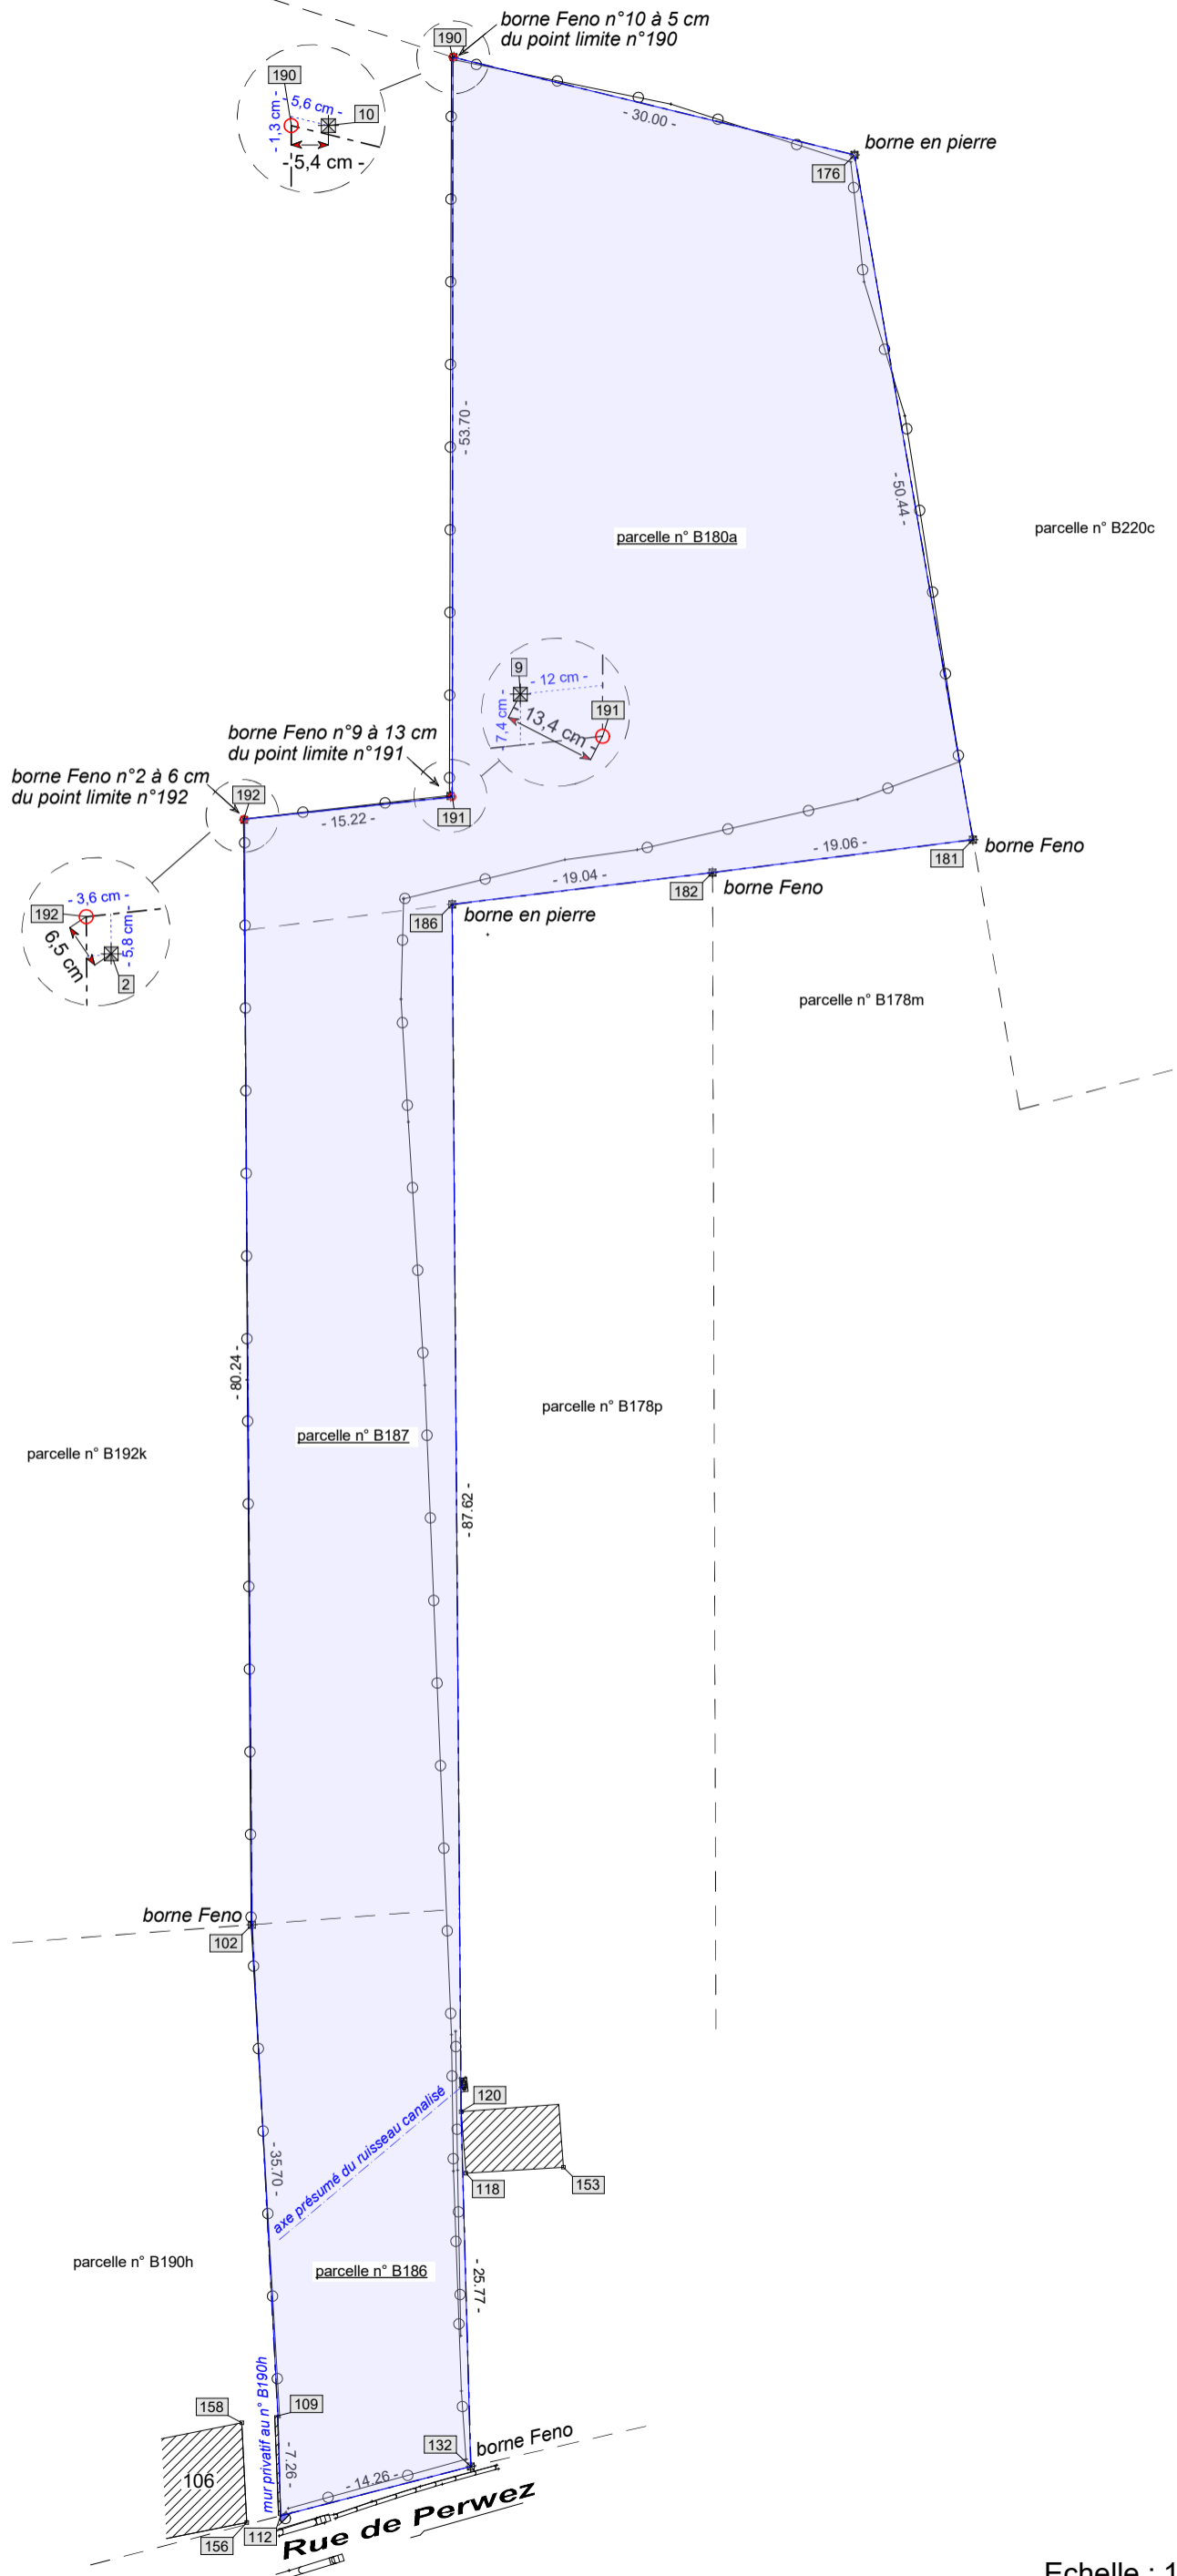 borne Feno n°10 à 5 cm
du point limite n°190
190
190
- 5,6 cm -
10
- 1,3 cm -
- 5,4 cm -
- 30.00 -
borne en pierre
176
- 53.70 -
- 50.44 -
parcelle n° B220c
parcelle n° B180a
9
- 12 cm -
- 7,4 cm -
- 13,4 cm -
191
borne Feno n°9 à 13 cm
du point limite n°191
borne Feno n°2 à 6 cm
du point limite n°192
192
191
- 15.22 -
- 19.06 -
181
borne Feno
- 19.04 -
182
borne Feno
186
borne en pierre
- 3,6 cm -
192
- 5,8 cm -
6,5 cm
2
parcelle n° B178m
- 80.24 -
parcelle n° B178p
parcelle n° B187
parcelle n° B192k
- 87.62 -
borne Feno
102
120
axe présumé du ruisseau canalisé
- 35.70 -
118
153
parcelle n° B190h
parcelle n° B186
- 25.77 -
mur privatif au n° B190h
158
109
132
borne Feno
- 7.26 -
- 14.26 -
106
156
112
Rue de Perwez
Echelle : 1